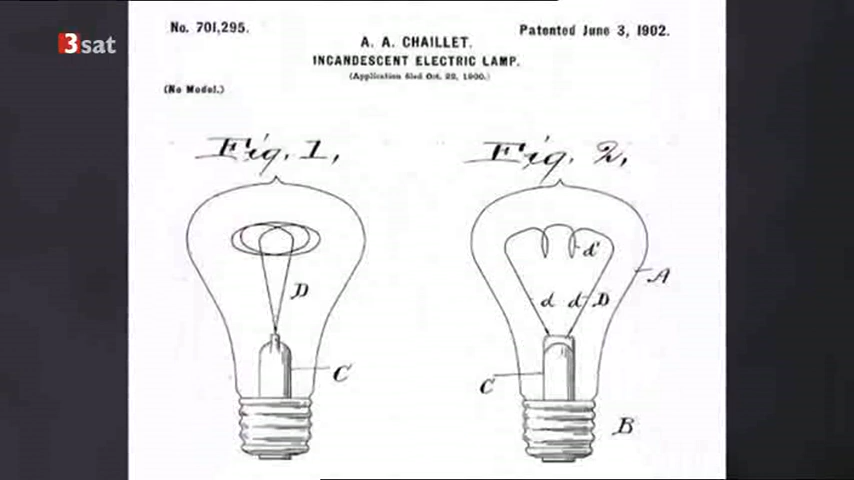 3sat
No. 701,295.
Patented June 3, 1902.
A. A. CHAILLET.
INCANDESCENT ELECTRIC LAMP.
(Application filed Oct. 22, 1900.)
(No Model.)
Fig. 1,
Fig. 2,
D
C
d'
A
d d D
C
B